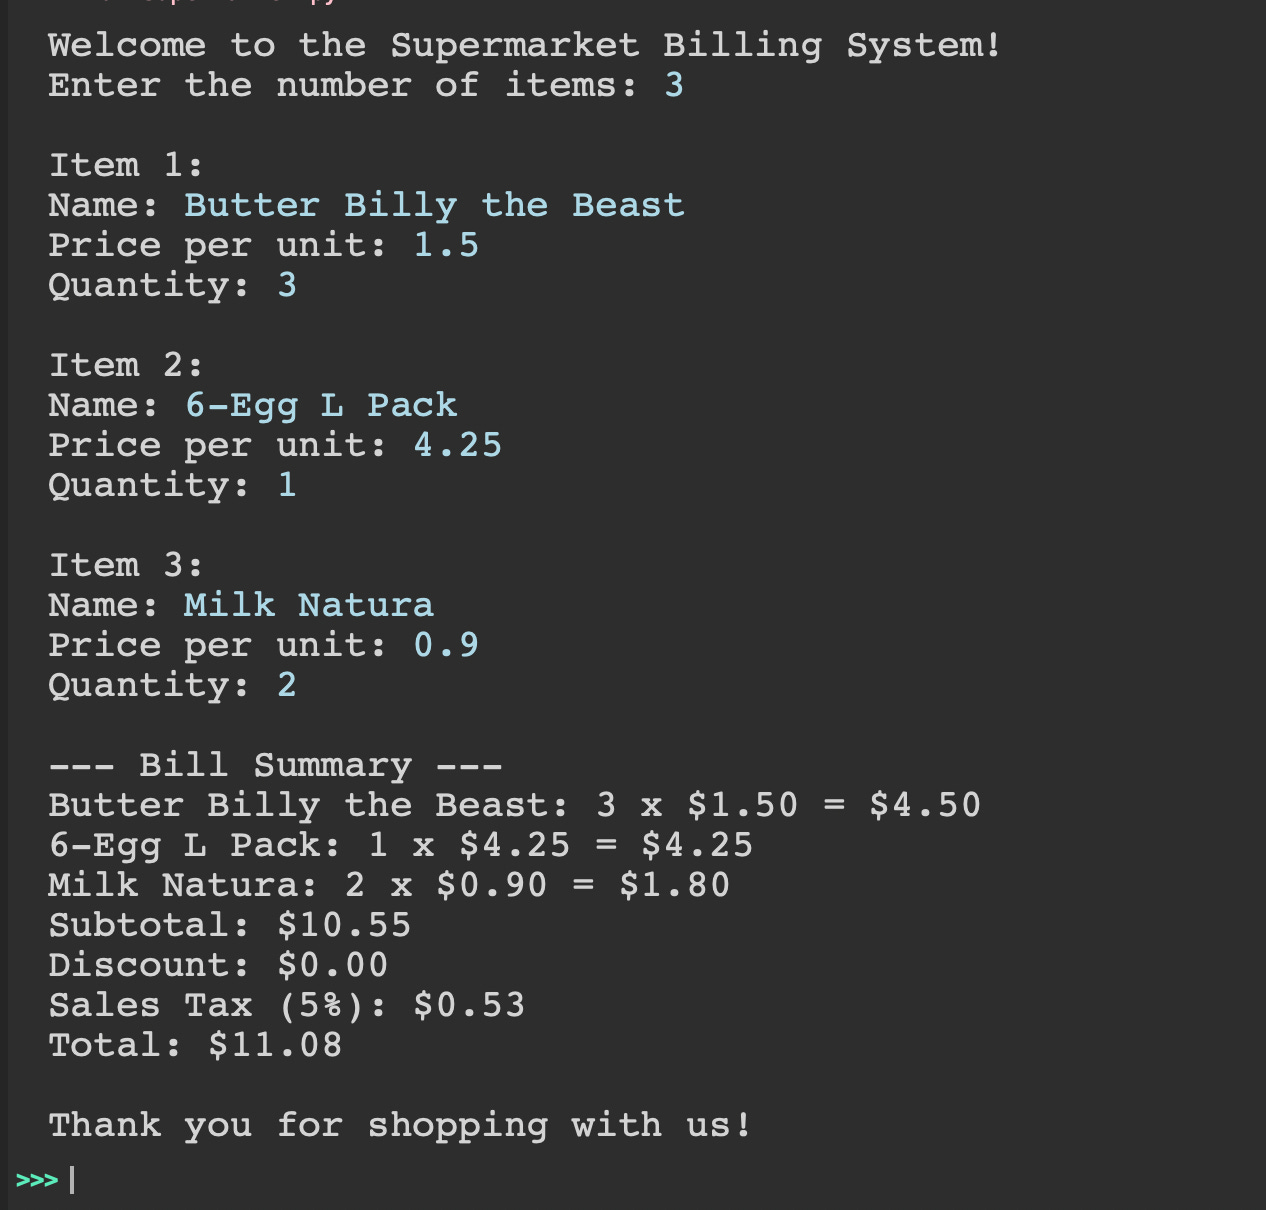 Welcome to the Supermarket Billing System!
Enter the number of items: 3
Item 1:
Name: Butter Billy the Beast
Price per unit: 1.5
Quantity: 3
Item 2:
Name: 6-Egg L Pack
Price per unit: 4.25
Quantity: 1
Item 3:
Name: Milk Natura
Price per unit: 0.9
Quantity: 2
--- Bill Summary ---
Butter Billy the Beast: 3 x $1.50 = $4.50
6-Egg L Pack: 1 x $4.25 = $4.25
Milk Natura: 2 x $0.90 = $1.80
Subtotal: $10.55
Discount: $0.00
Sales Tax (5%): $0.53
Total: $11.08
Thank you for shopping with us!
>>>